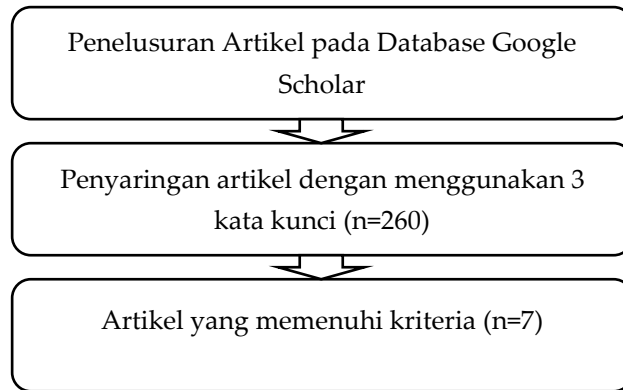 Penelusuran Artikel pada Database Google
Scholar
Penyaringan artikel dengan menggunakan 3
kata kunci (n=260)
Artikel yang memenuhi kriteria (n=7)